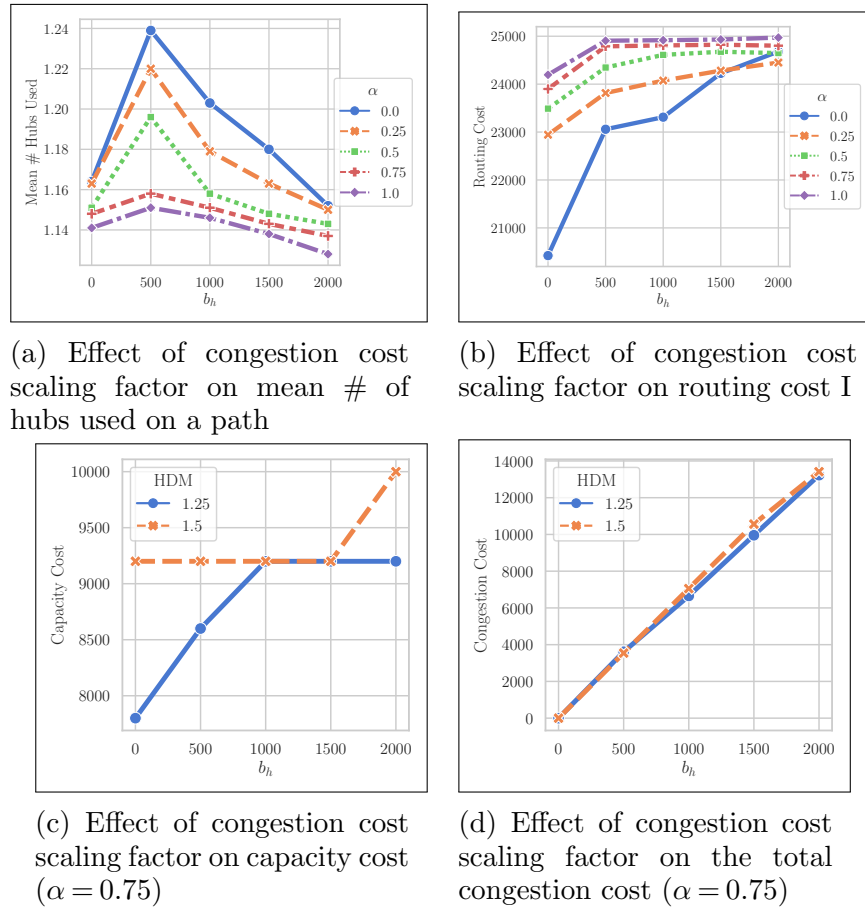 1.24
1.22
1.20
1.18
1.16
1.14
Mean # Hubs Used
α
0.0
0.25
0.5
0.75
1.0
0 500 1000 1500 2000
b_h
25000
24000
23000
22000
21000
Routing Cost
α
0.0
0.25
0.5
0.75
1.0
0 500 1000 1500 2000
b_h
(a) Effect of congestion cost
scaling factor on mean # of
hubs used on a path
(b) Effect of congestion cost
scaling factor on routing cost I
10000
9500
9000
8500
8000
Capacity Cost
HDM
1.25
1.5
0 500 1000 1500 2000
b_h
14000
12000
10000
8000
6000
4000
2000
0
Congestion Cost
HDM
1.25
1.5
0 500 1000 1500 2000
b_h
(c) Effect of congestion cost
scaling factor on capacity cost
(α = 0.75)
(d) Effect of congestion cost
scaling factor on the total
congestion cost (α = 0.75)